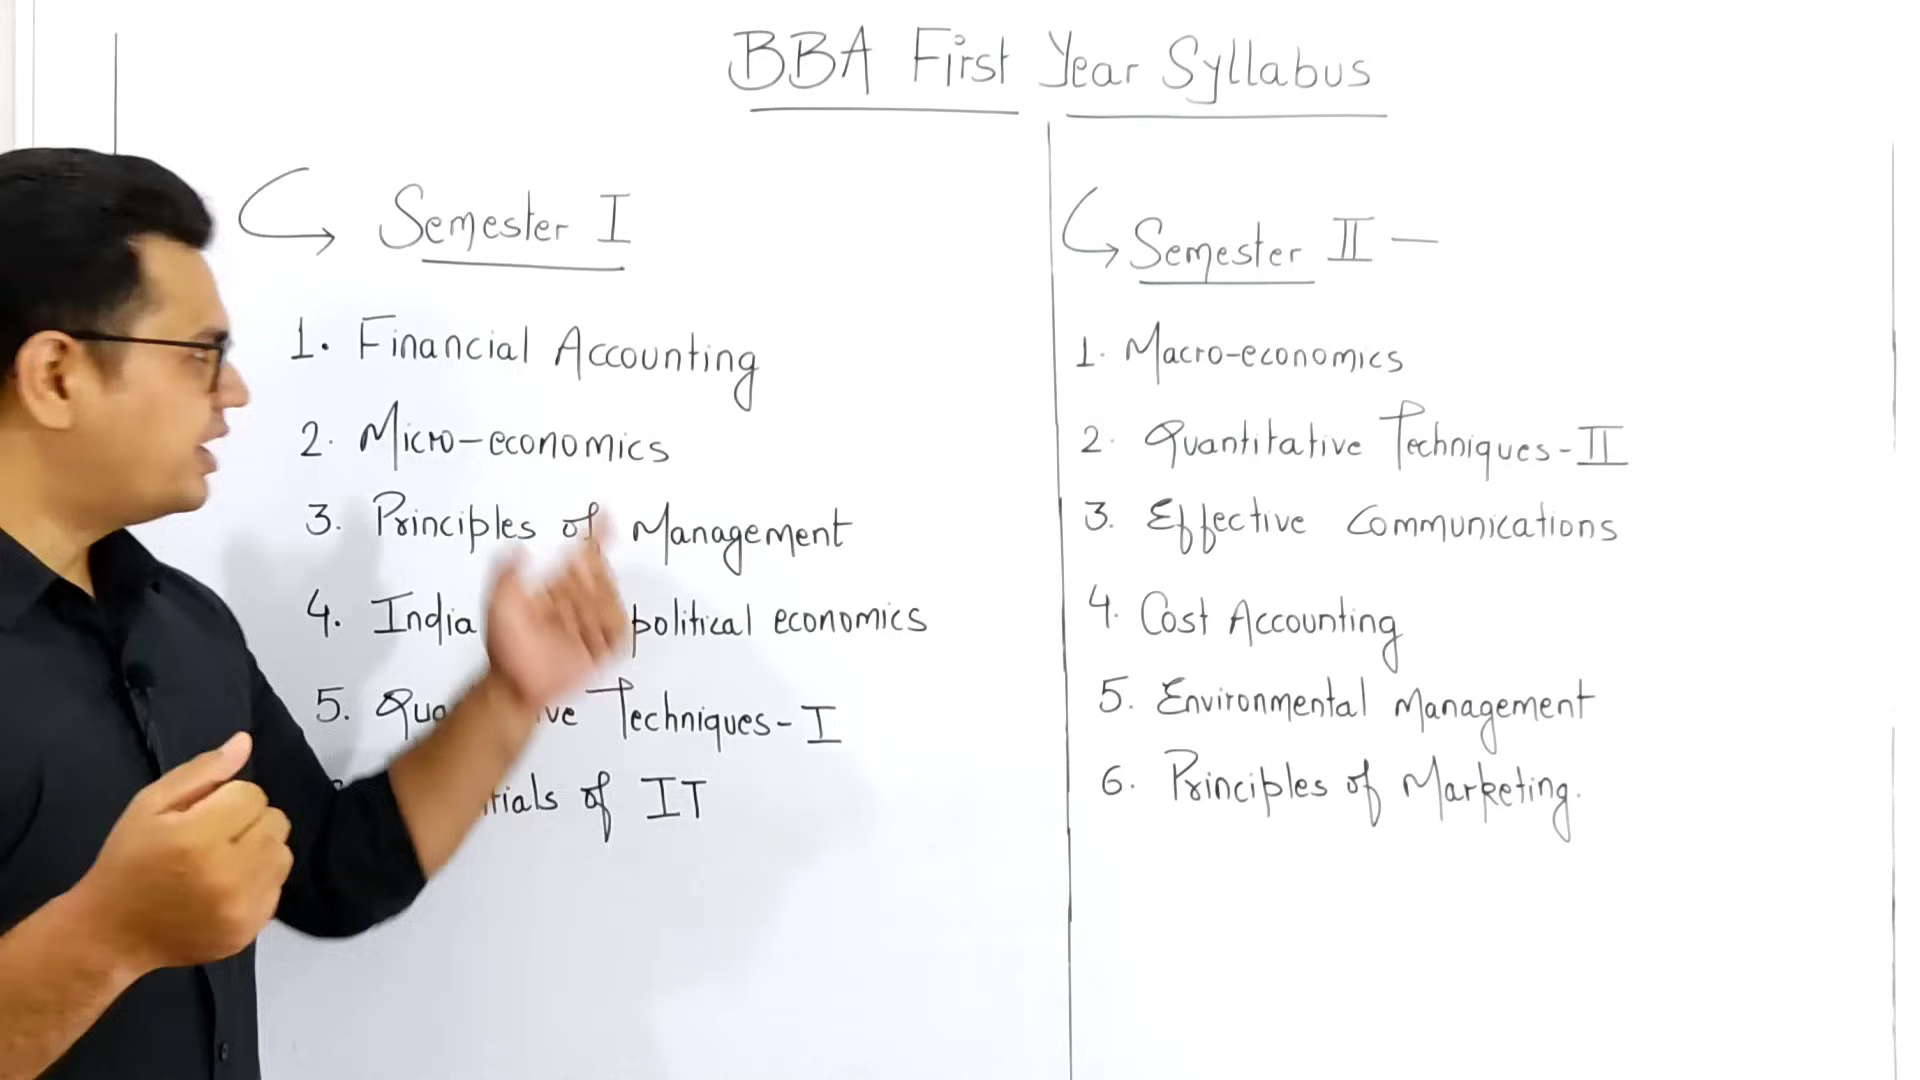 BBA First Year Syllabus
Semester I
1. Financial Accounting
2. Micro-economics
3. Principles of Management
4. India political economics
5. Techniques-I
of IT
Semester II —
1. Macro-economics
2. Quantitative Techniques-II
3. Effective Communications
4. Cost Accounting
5. Environmental Management
6. Principles of Marketing.